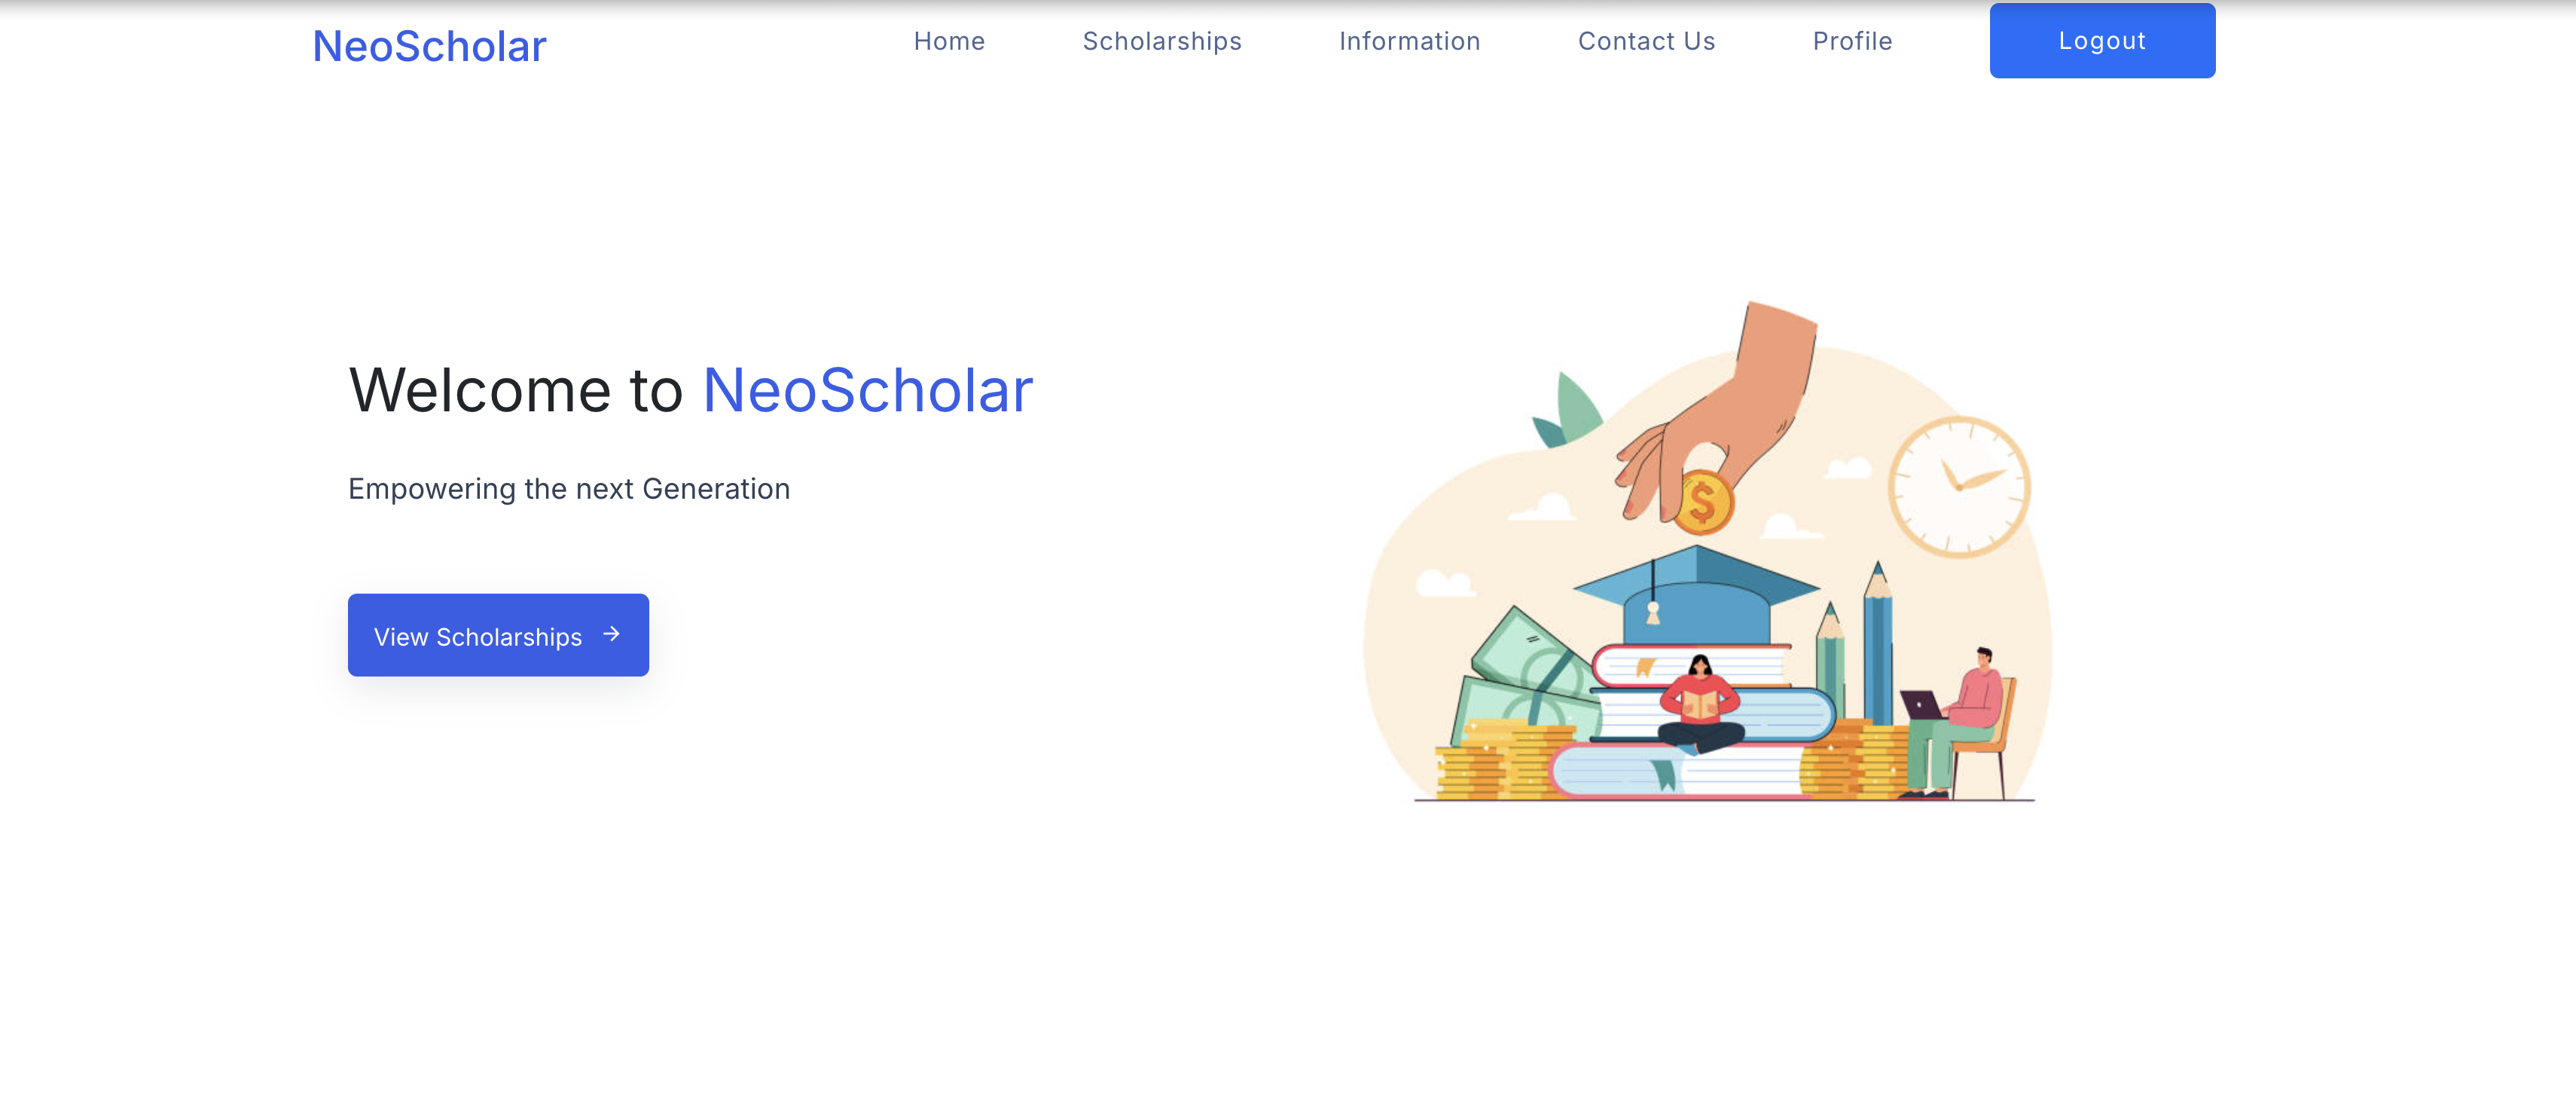 NeoScholar
Home Scholarships Information Contact Us Profile Logout
Welcome to NeoScholar
Empowering the next Generation
View Scholarships →
$